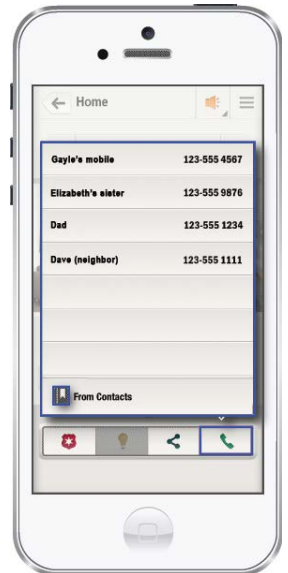 Home
Gayle's mobile 123-555 4567
Elizabeth's sister 123-555 9876
Dad 123-555 1234
Dave (neighbor) 123-555 1111
From Contacts